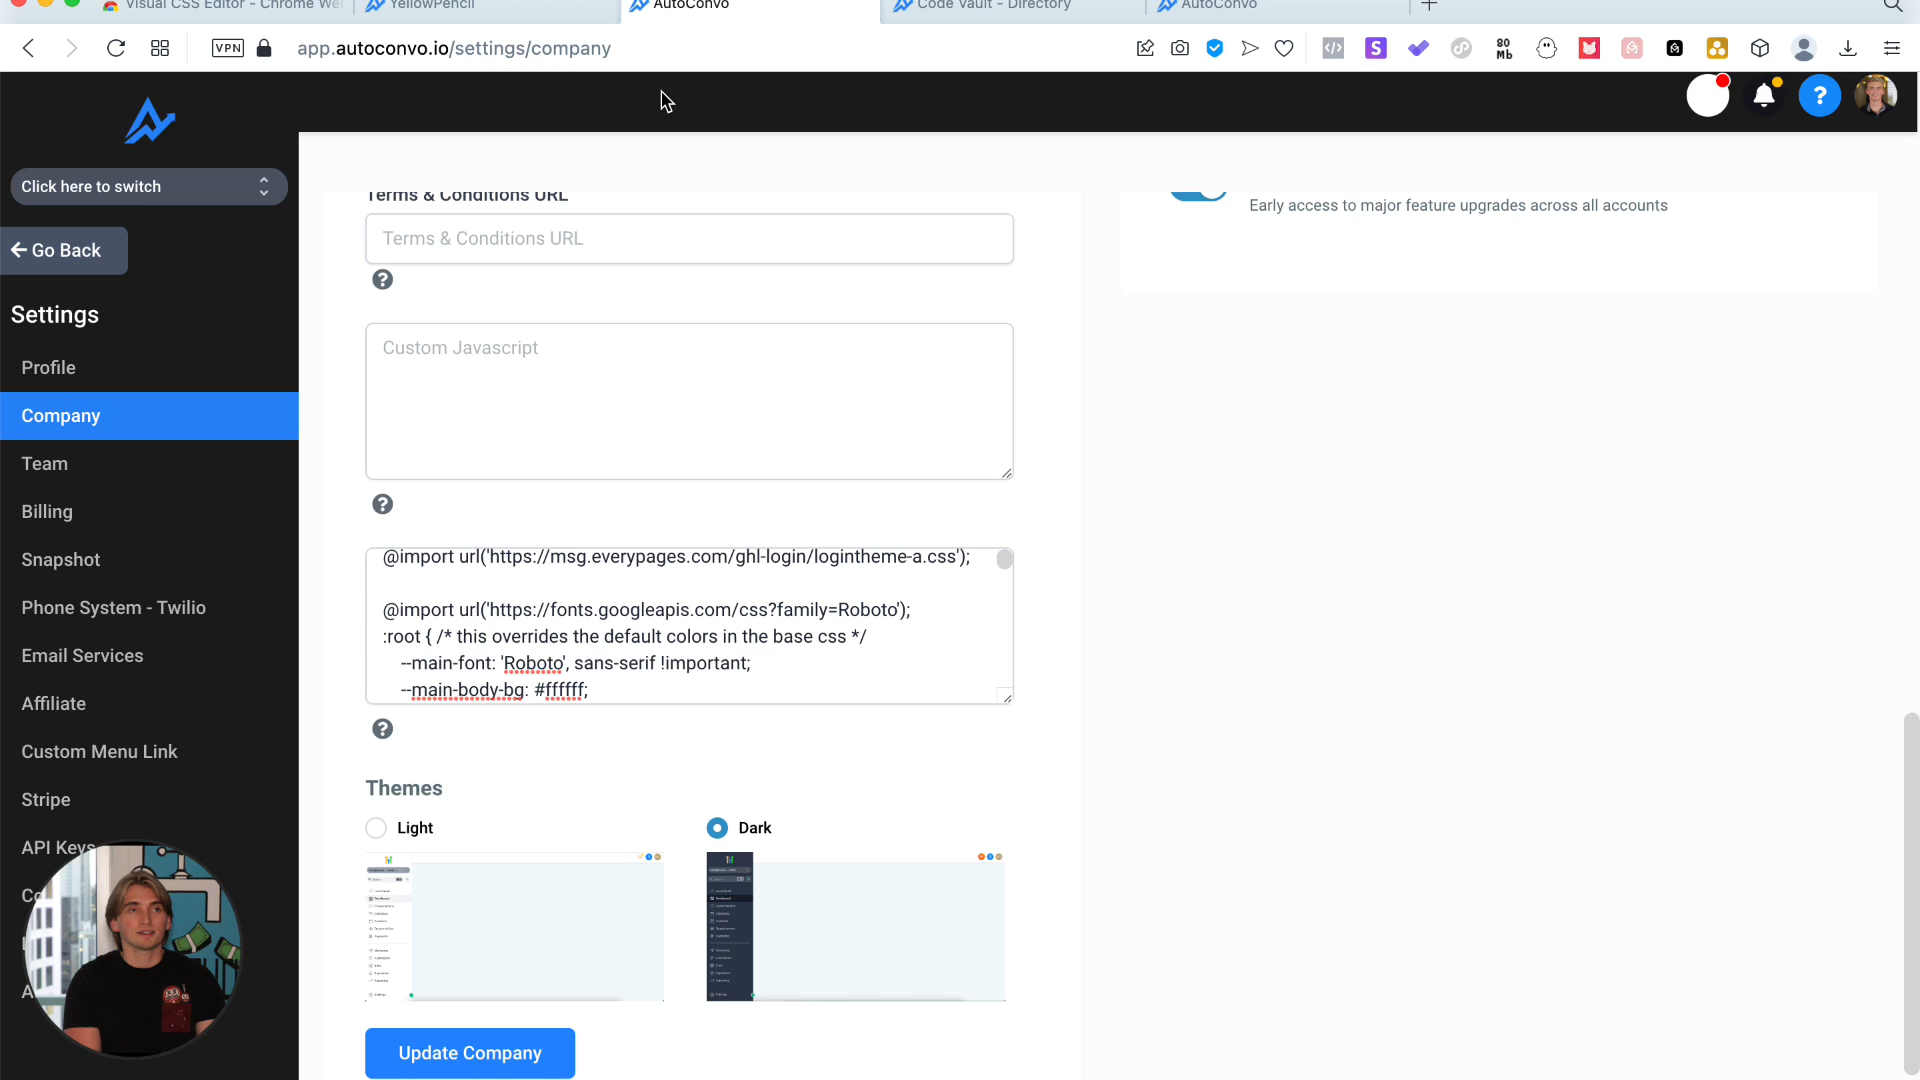 Visual CSS Editor - Chrome We
YellowPencil
AutoConvo
Code Vault - Directory
AutoConvo
VPN
app.autoconvo.io/settings/company
80
Mb
Click here to switch
Go Back
Settings
Profile
Company
Team
Billing
Snapshot
Phone System - Twilio
Email Services
Affiliate
Custom Menu Link
Stripe
API Keys
Terms & Conditions URL
Terms & Conditions URL
Early access to major feature upgrades across all accounts
Custom Javascript
@import url('https://msg.everypages.com/ghl-login/logintheme-a.css');
@import url('https://fonts.googleapis.com/css?family=Roboto');
:root { /* this overrides the default colors in the base css */
--main-font: 'Roboto', sans-serif !important;
--main-body-bg: #ffffff;
Themes
Light
Dark
Update Company